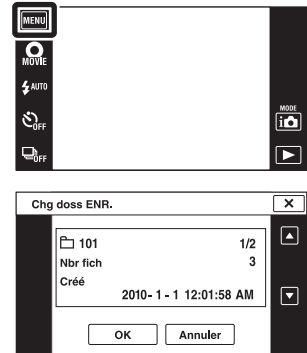 MENU
MOVIE
AUTO
OFF
MODE
OFF
Chg doss ENR.
101 1/2
Nbr fich 3
Créé
2010- 1 - 1 12:01:58 AM
OK Annuler